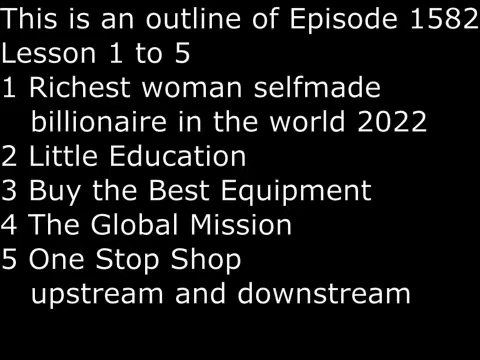 This is an outline of Episode 1582
Lesson 1 to 5
1 Richest woman selfmade
billionaire in the world 2022
2 Little Education
3 Buy the Best Equipment
4 The Global Mission
5 One Stop Shop
upstream and downstream